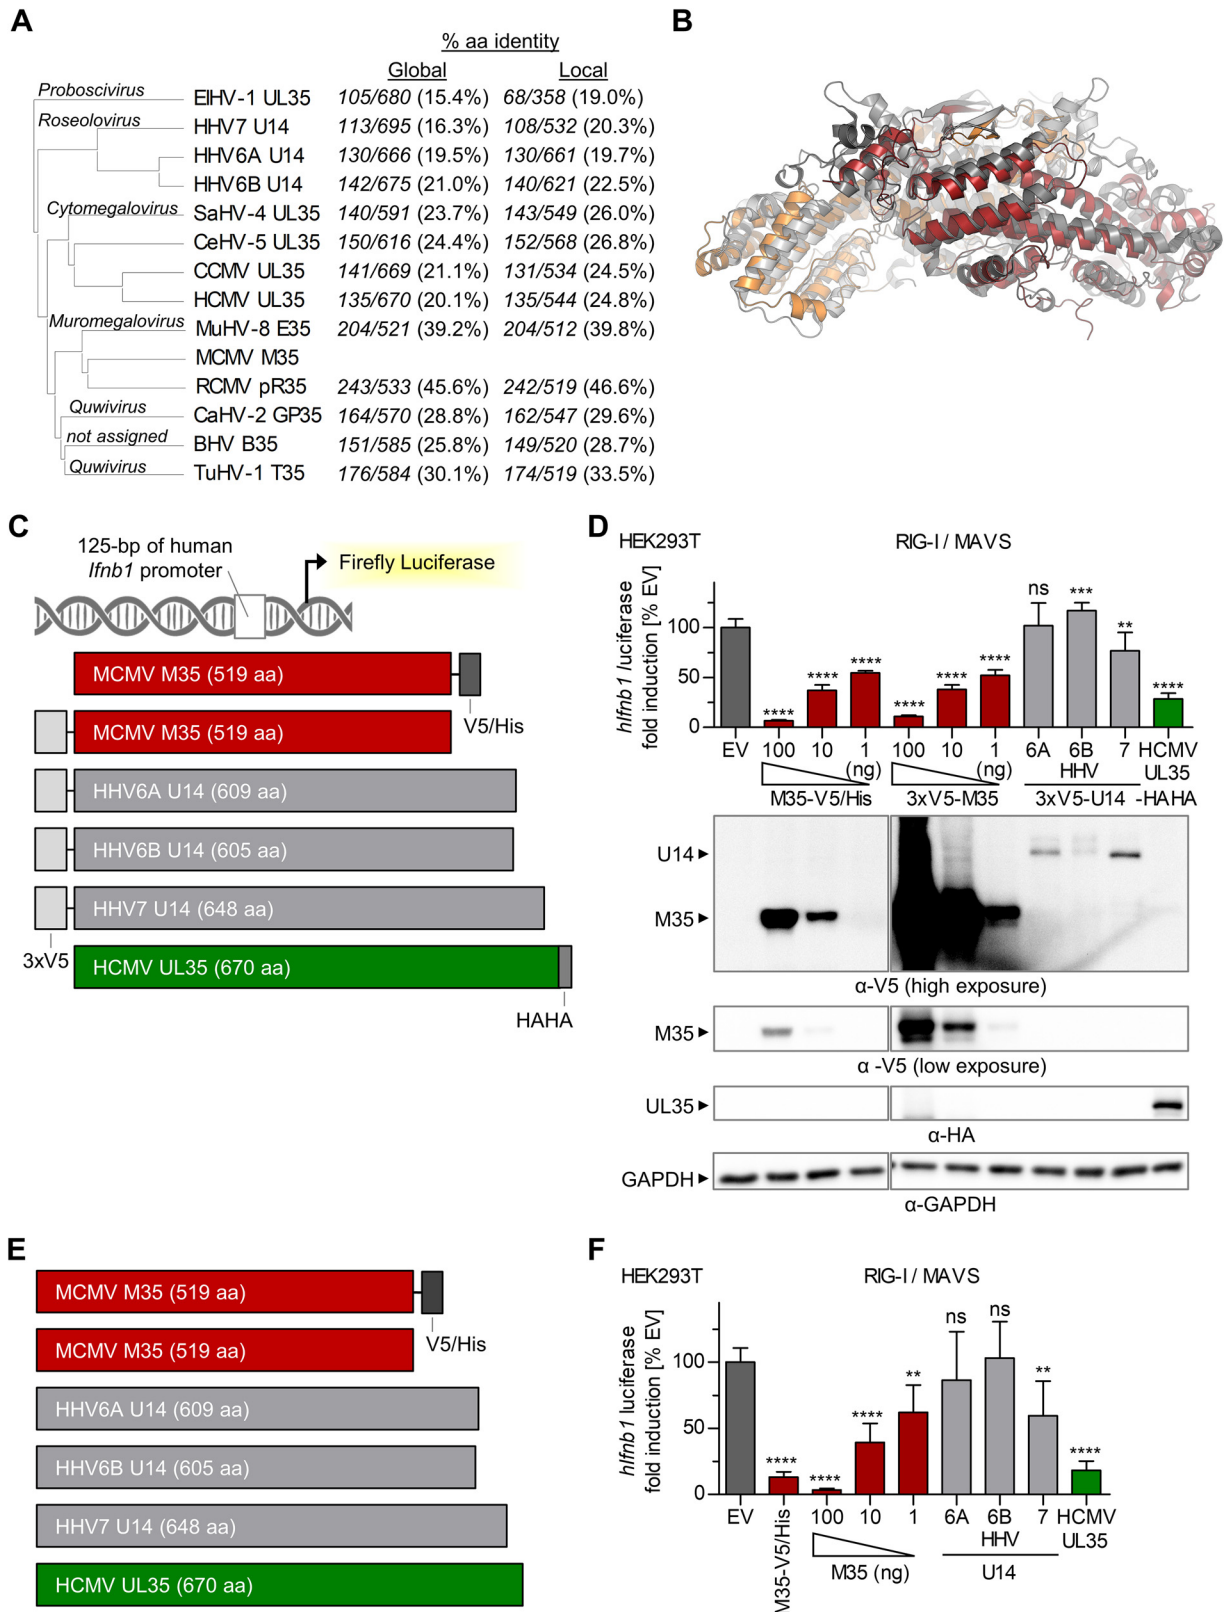 A
% aa identity
Global Local
Proboscivirus
ElHV-1 UL35 105/680 (15.4%) 68/358 (19.0%)
Roseolovirus
HHV7 U14 113/695 (16.3%) 108/532 (20.3%)
HHV6A U14 130/666 (19.5%) 130/661 (19.7%)
HHV6B U14 142/675 (21.0%) 140/621 (22.5%)
Cytomegalovirus
SaHV-4 UL35 140/591 (23.7%) 143/549 (26.0%)
CeHV-5 UL35 150/616 (24.4%) 152/568 (26.8%)
CCMV UL35 141/669 (21.1%) 131/534 (24.5%)
HCMV UL35 135/670 (20.1%) 135/544 (24.8%)
Muromegalovirus
MuHV-8 E35 204/521 (39.2%) 204/512 (39.8%)
MCMV M35
RCMV pR35 243/533 (45.6%) 242/519 (46.6%)
Quwivirus
CaHV-2 GP35 164/570 (28.8%) 162/547 (29.6%)
not assigned
BHV B35 151/585 (25.8%) 149/520 (28.7%)
Quwivirus
TuHV-1 T35 176/584 (30.1%) 174/519 (33.5%)
B
C
125-bp of human
Ifnb1 promoter
Firefly Luciferase
MCMV M35 (519 aa)
V5/His
MCMV M35 (519 aa)
HHV6A U14 (609 aa)
HHV6B U14 (605 aa)
HHV7 U14 (648 aa)
3xV5
HCMV UL35 (670 aa)
HAHA
D
HEK293T RIG-I / MAVS
hIfnb1 luciferase
fold induction [% EV]
100
50
0
**** **** **** **** **** **** ns *** ** ****
EV 100 10 1 100 10 1 6A 6B 7 HCMV
(ng) (ng) HHV UL35
M35-V5/His 3xV5-M35 3xV5-U14 -HAHA
U14
M35
α-V5 (high exposure)
M35
α -V5 (low exposure)
UL35
α-HA
GAPDH
α-GAPDH
E
MCMV M35 (519 aa)
V5/His
MCMV M35 (519 aa)
HHV6A U14 (609 aa)
HHV6B U14 (605 aa)
HHV7 U14 (648 aa)
HCMV UL35 (670 aa)
F
HEK293T RIG-I / MAVS
hIfnb1 luciferase
fold induction [% EV]
100
50
0
**** **** **** ** ns ns ** ****
EV M35-V5/His 100 10 1 6A 6B 7 HCMV
HHV UL35
M35 (ng) U14